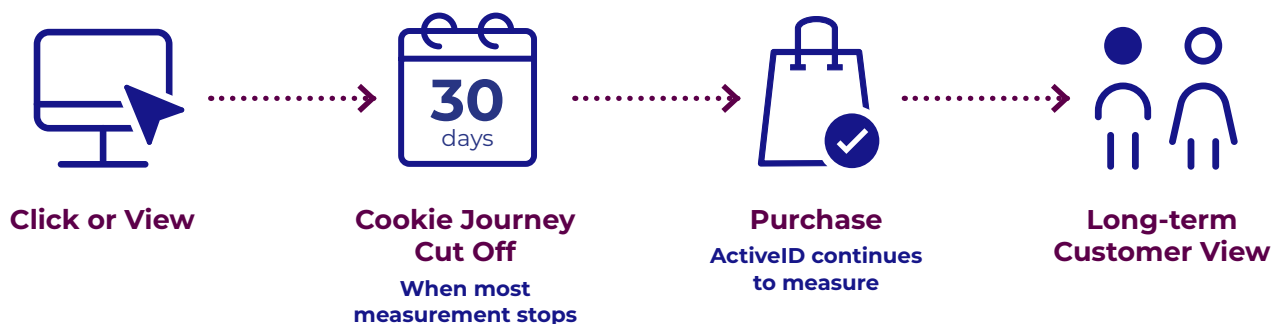 30
days
Click or View
Cookie Journey
Cut Off
When most
measurement stops
Purchase
ActiveID continues
to measure
Long-term
Customer View